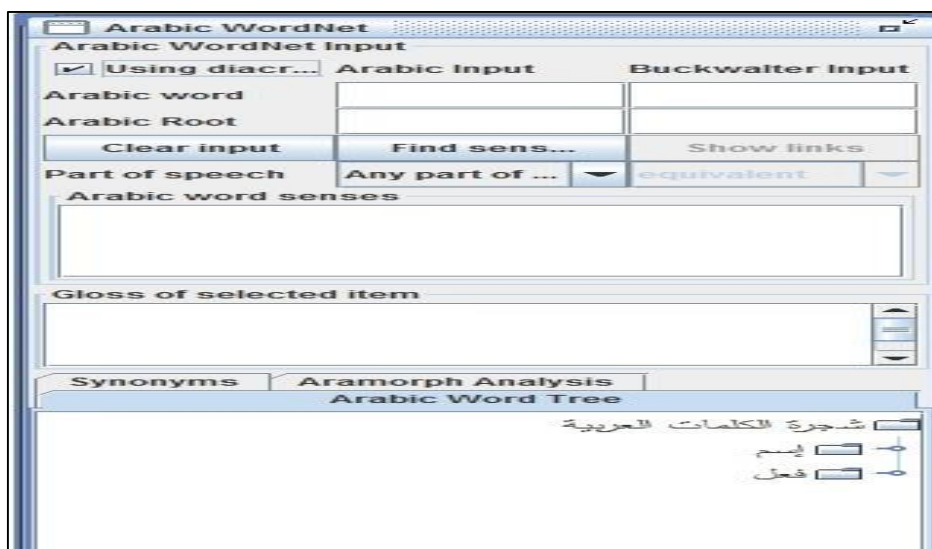 Arabic WordNet
Arabic WordNet Input
Using diacr... Arabic Input Buckwalter Input
Arabic word
Arabic Root
Clear input Find sens... Show links
Part of speech Any part of ... equivalent
Arabic word senses
Gloss of selected item
Synonyms Aramorph Analysis
Arabic Word Tree
شجرة الكلمات العربية
إسم
فعل